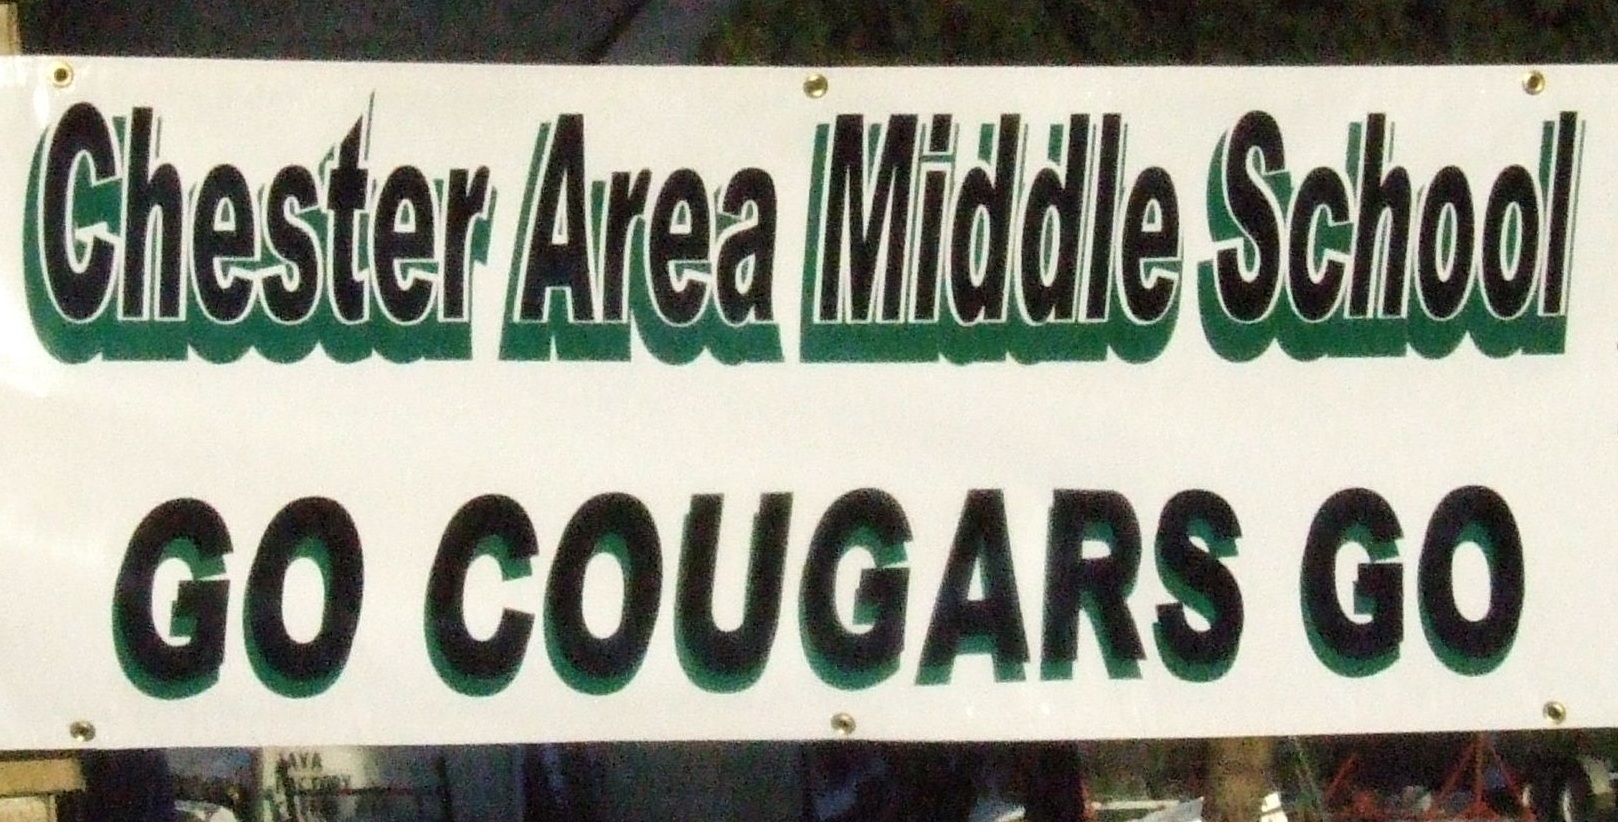 Chester Area Middle School
GO COUGARS GO